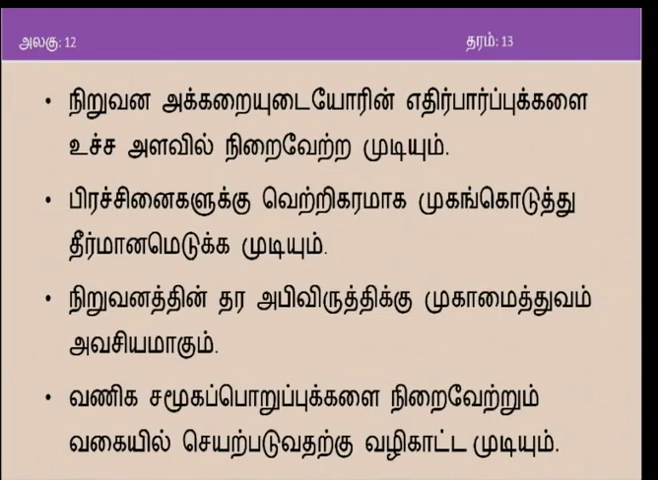 அலகு: 12 தரம்: 13
• நிறுவன அக்கறையுடையோரின் எதிர்பார்ப்புக்களை
உச்ச அளவில் நிறைவேற்ற முடியும்.
• பிரச்சினைகளுக்கு வெற்றிகரமாக முகங்கொடுத்து
தீர்மானமெடுக்க முடியும்.
• நிறுவனத்தின் தர அபிவிருத்திக்கு முகாமைத்துவம்
அவசியமாகும்.
• வணிக சமூகப்பொறுப்புக்களை நிறைவேற்றும்
வகையில் செயற்படுவதற்கு வழிகாட்ட முடியும்.